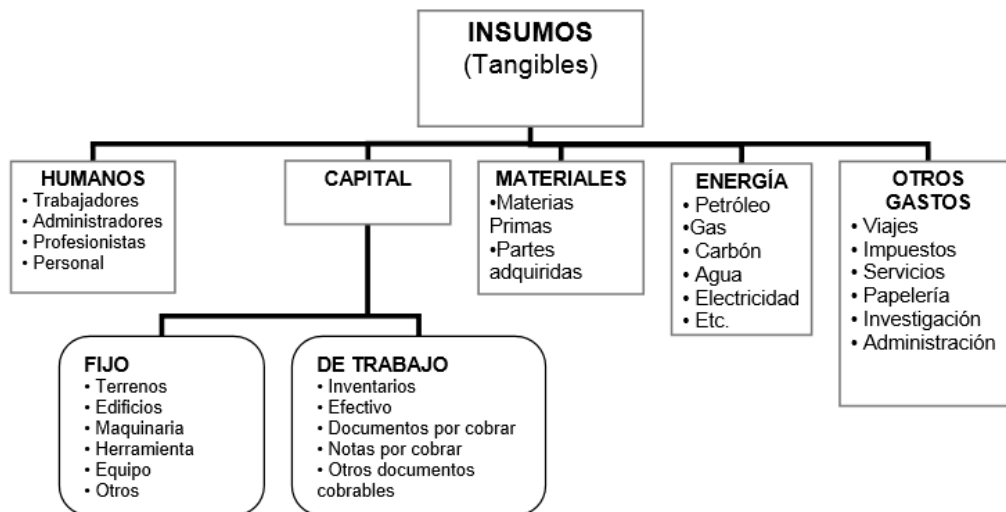 INSUMOS
(Tangibles)
HUMANOS
• Trabajadores
• Administradores
• Profesionistas
• Personal
CAPITAL
MATERIALES
•Materias
Primas
•Partes
adquiridas
ENERGÍA
• Petróleo
•Gas
• Carbón
• Agua
• Electricidad
• Etc.
OTROS
GASTOS
• Viajes
• Impuestos
• Servicios
• Papelería
• Investigación
• Administración
FIJO
• Terrenos
• Edificios
• Maquinaria
• Herramienta
• Equipo
• Otros
DE TRABAJO
• Inventarios
• Efectivo
• Documentos por cobrar
• Notas por cobrar
• Otros documentos
cobrables